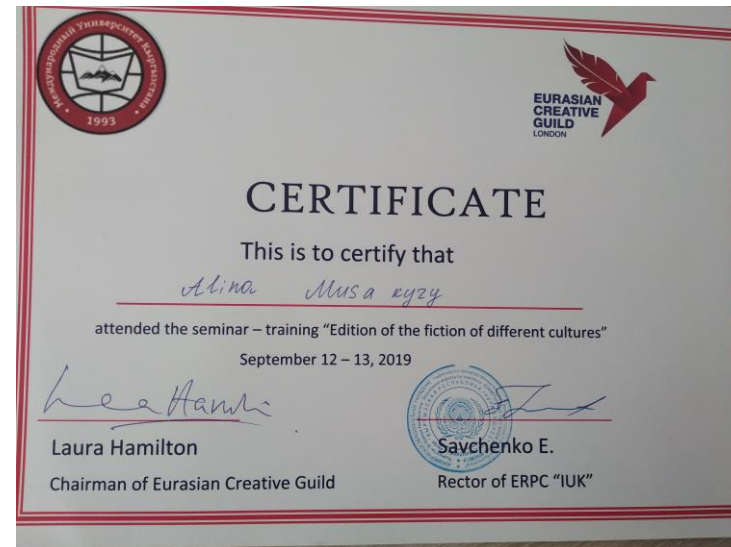 Международный Университет Кыргызстана
1993
EURASIAN
CREATIVE
GUILD
LONDON
CERTIFICATE
This is to certify that
Alina Musa кузу
attended the seminar – training “Edition of the fiction of different cultures”
September 12 – 13, 2019
Laura Hamilton
Savchenko E.
Chairman of Eurasian Creative Guild
Rector of ERPC “IUK”